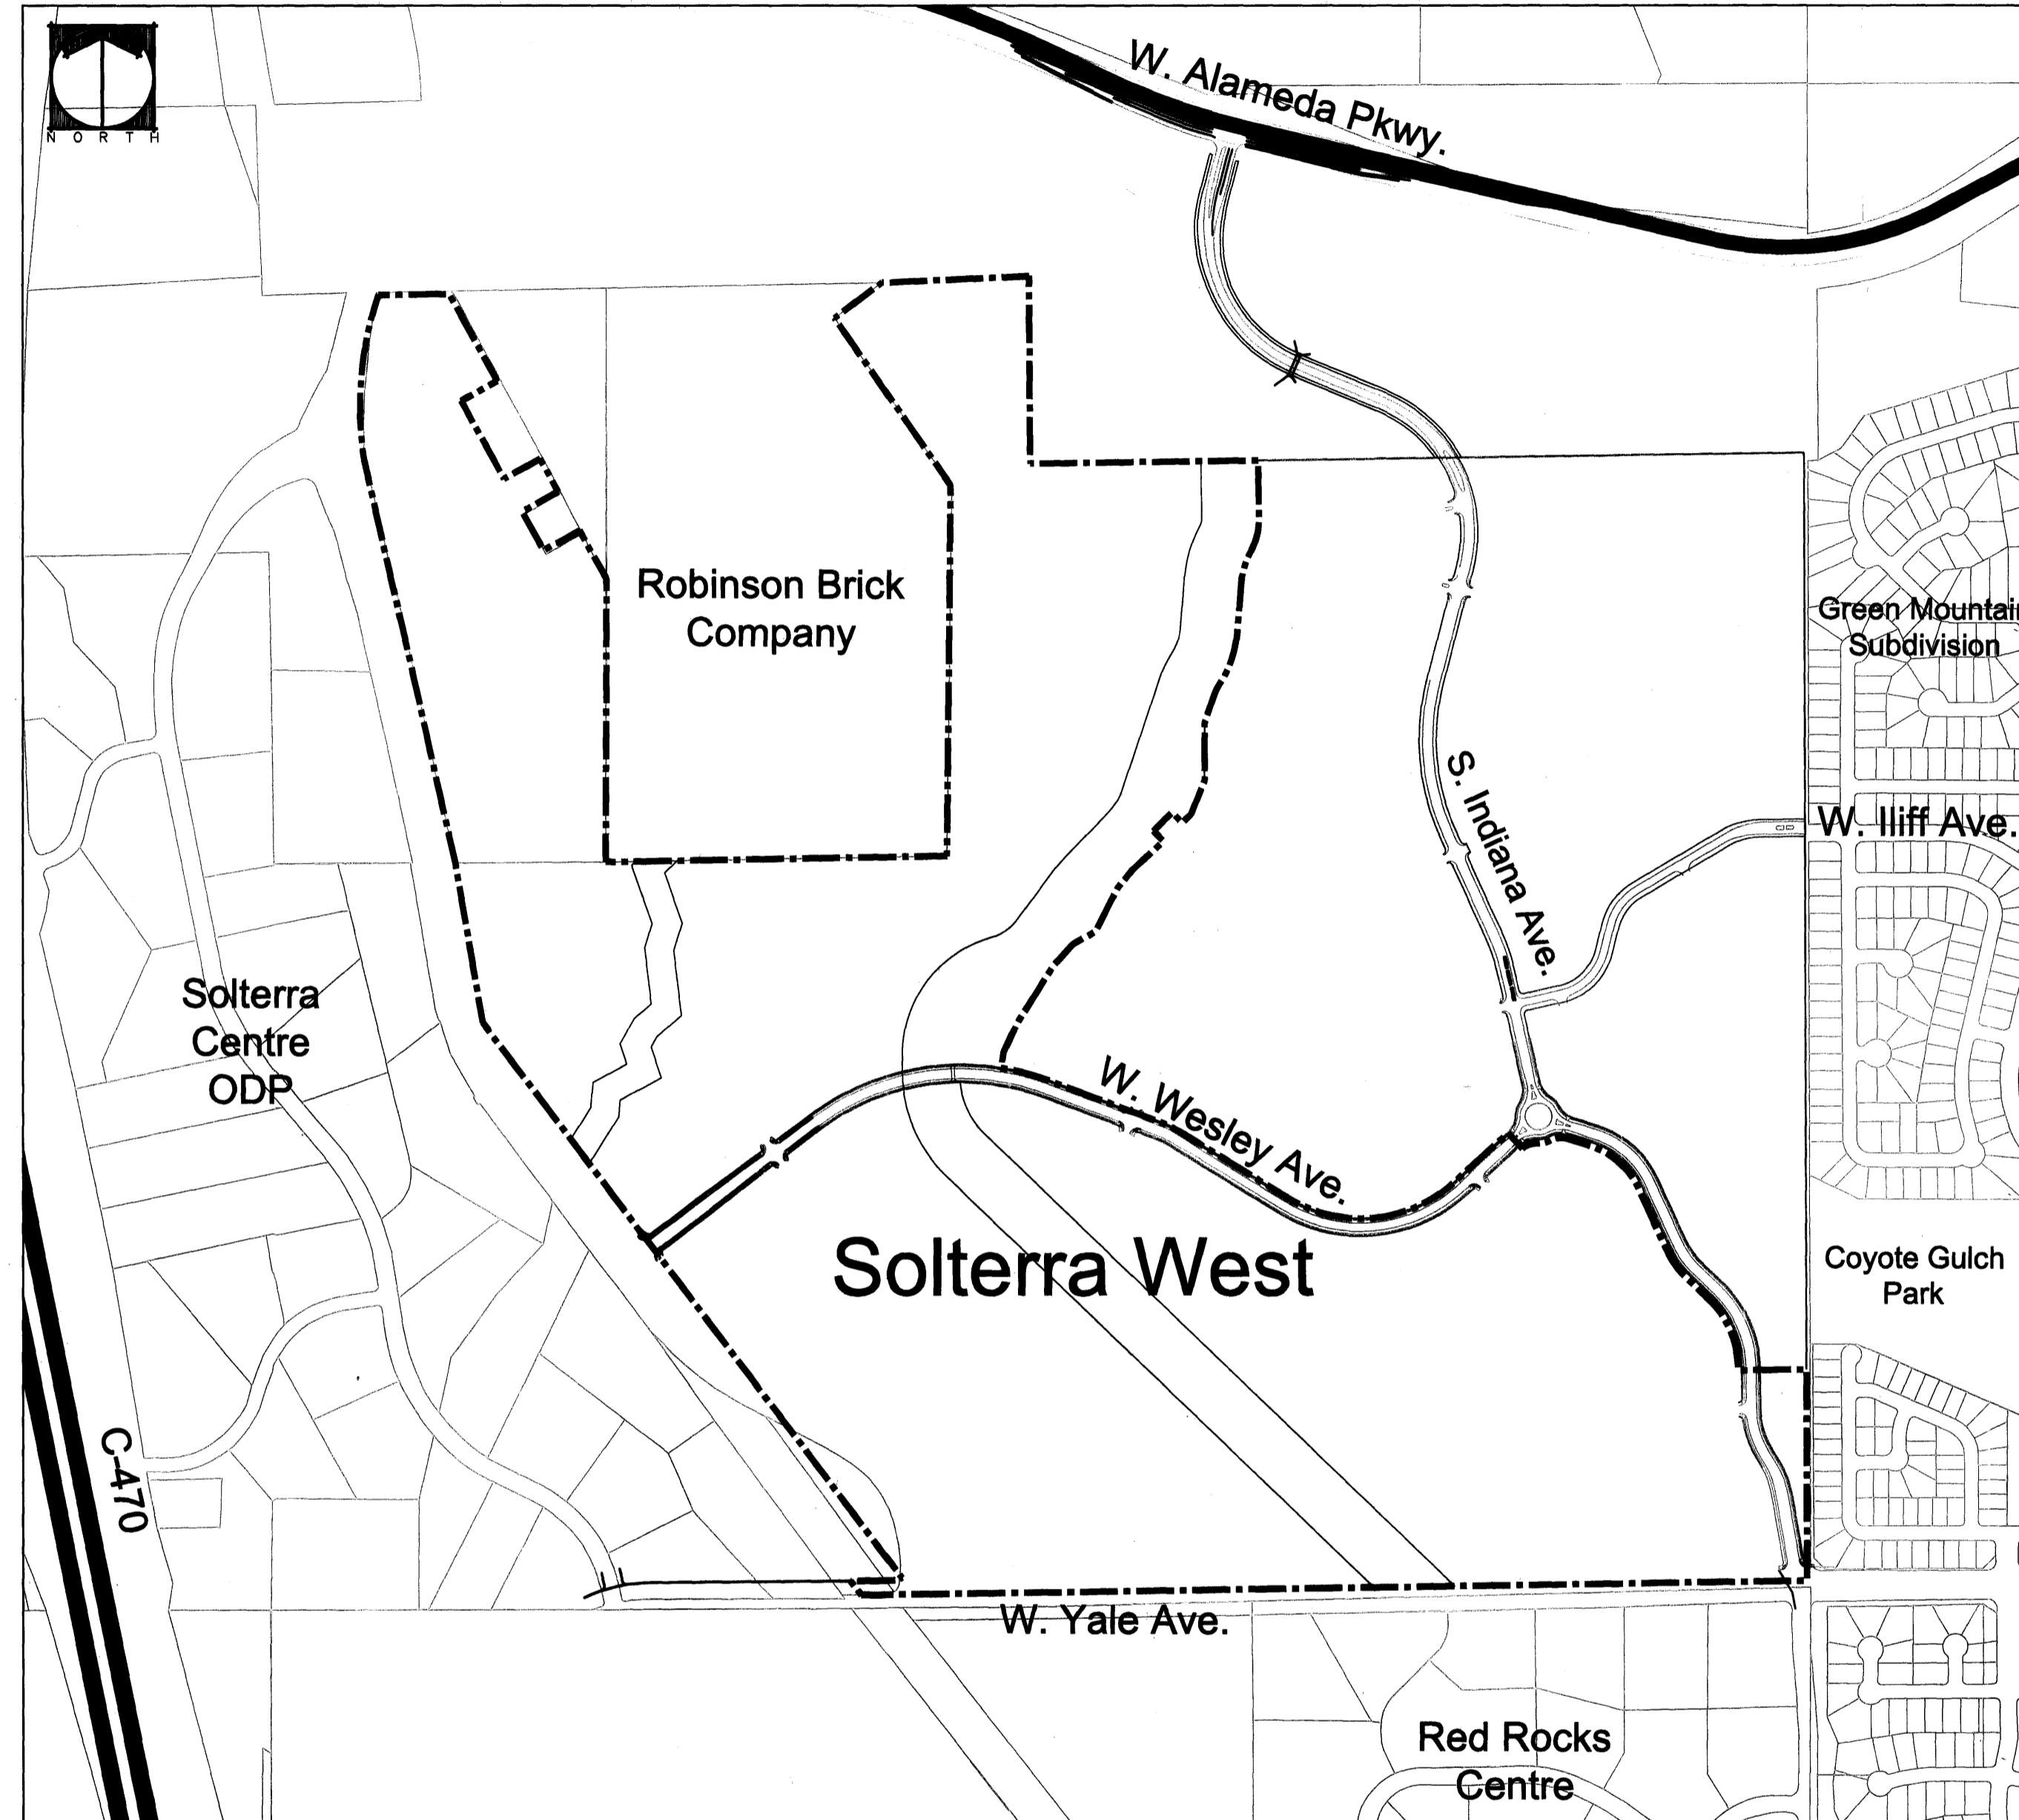 NORTH
W. Alameda Pkwy.
Robinson Brick
Company
Green Mountain
Subdivision
S. Indiana Ave.
W. Iliff Ave.
Solterra
Centre
ODP
W. Wesley Ave.
Solterra West
Coyote Gulch
Park
C-470
W. Yale Ave.
Red Rocks
Centre